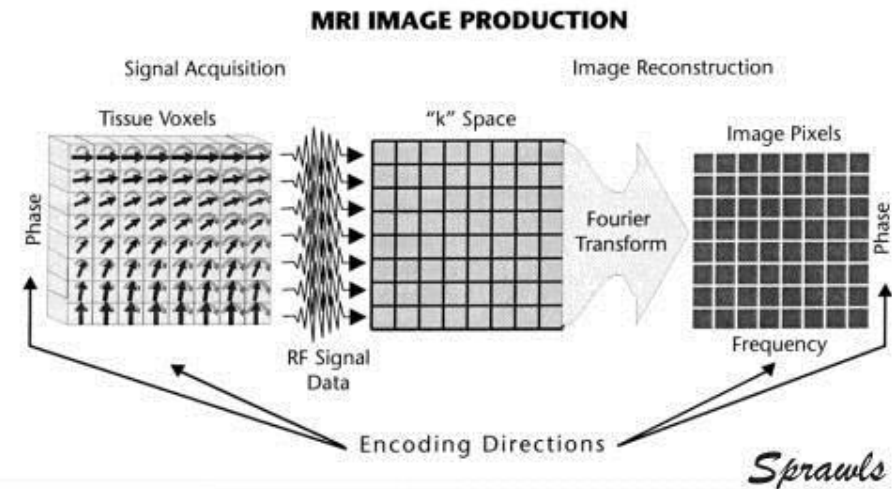 MRI IMAGE PRODUCTION
Signal Acquisition
Image Reconstruction
Tissue Voxels
“k” Space
Image Pixels
Phase
Fourier
Transform
Phase
RF Signal
Data
Frequency
Encoding Directions
Sprawls